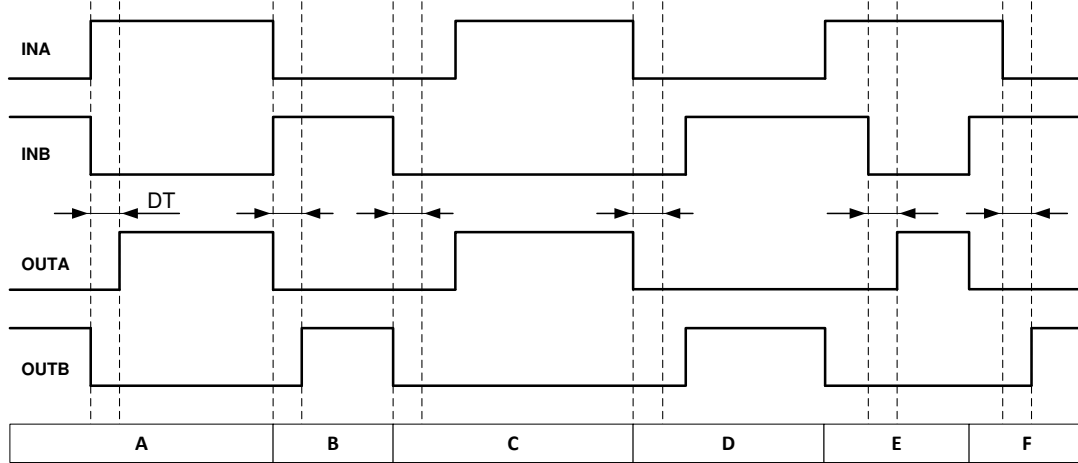 INA
INB
DT
OUTA
OUTB
A B C D E F